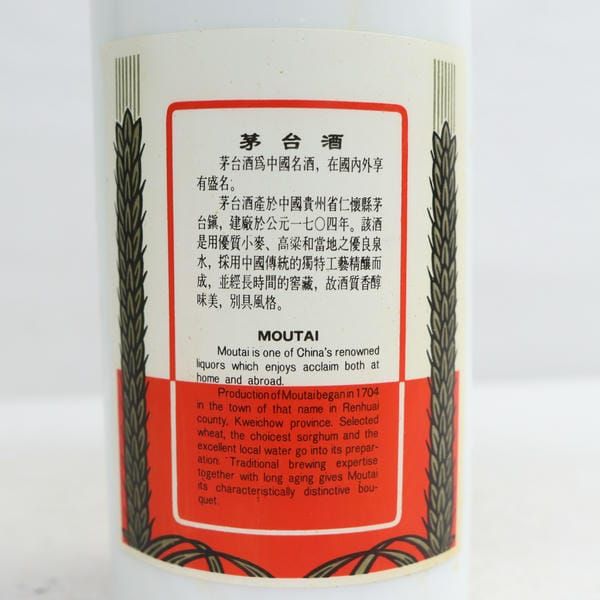 茅台酒
茅台酒爲中國名酒，在國內外享
有盛名。
茅台酒產於中國貴州省仁懷縣茅
台鎭，建廠於公元一七〇四年。該酒
是用優質小麥、高粱和當地之優良泉
水，採用中國傳統的獨特工藝精釀而
成，並經長時間的窖藏，故酒質香醇
味美，別具風格。
MOUTAI
Moutai is one of China's renowned
liquors which enjoys acclaim both at
home and abroad.
Production of Moutai began in 1704
in the town of that name in Renhuai
county, Kweichow province. Selected
wheat, the choicest sorghum and the
excellent local water go into its prepar-
ation. Traditional brewing expertise
together with long aging gives Moutai
its characteristically distinctive bou-
quet.